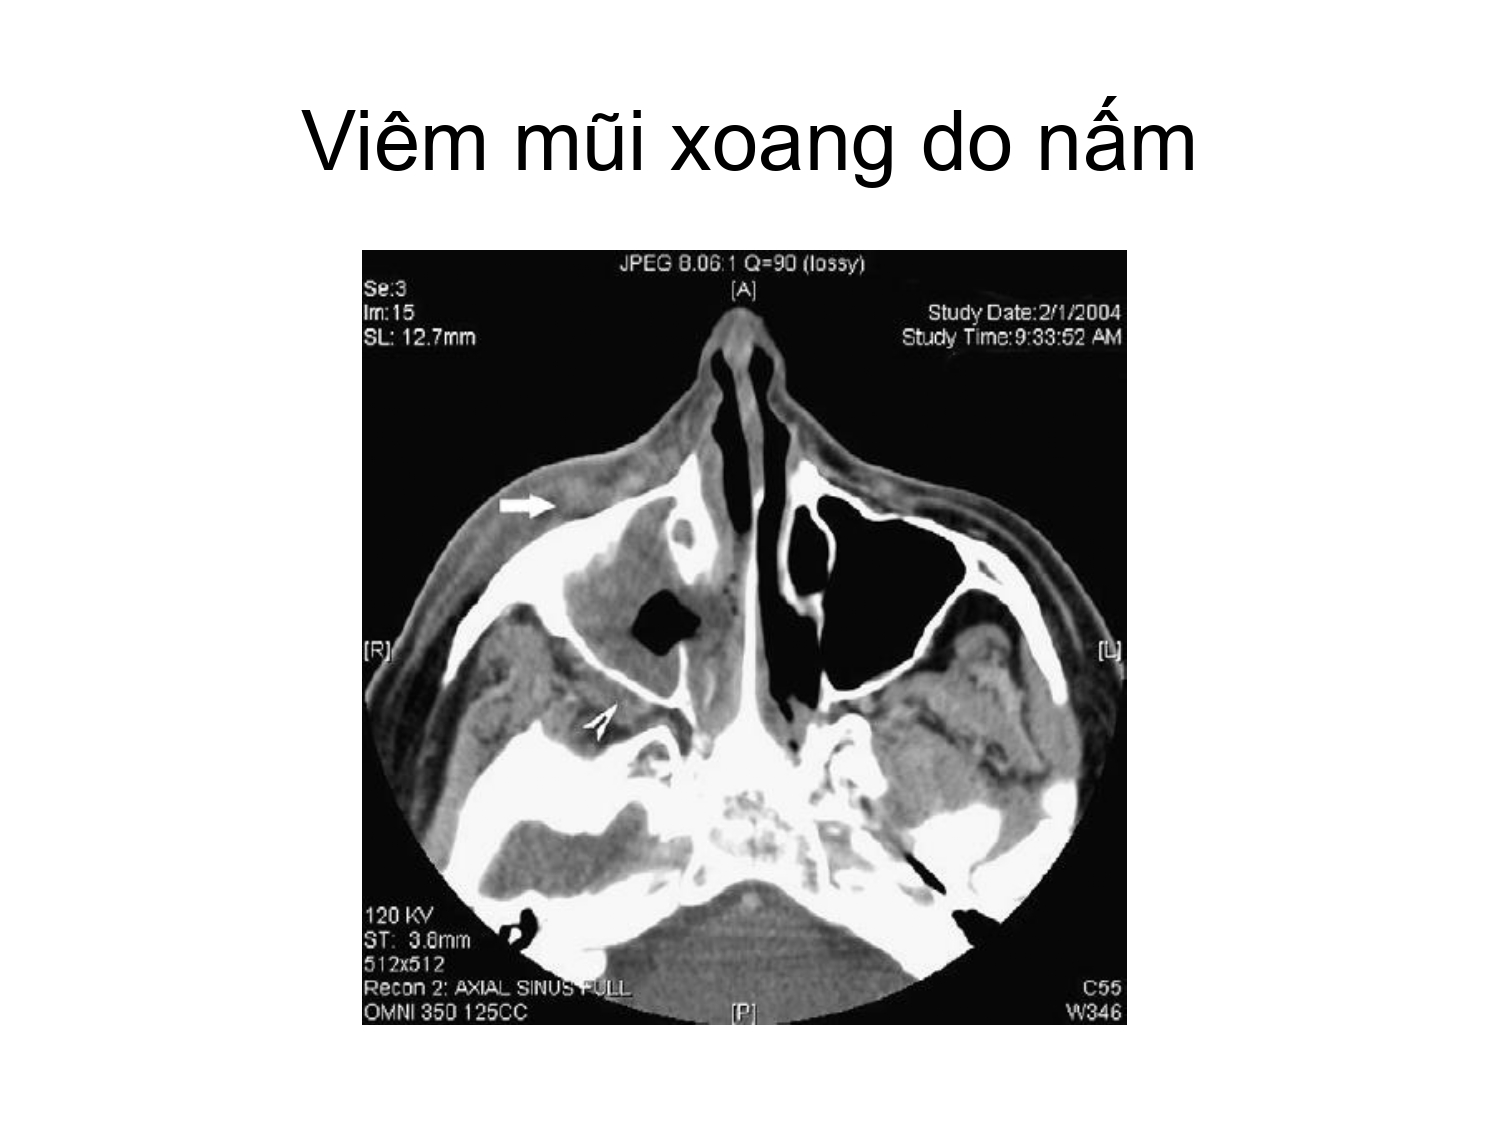 Viêm mũi xoang do nấm
JPEG 8.06:1 Q=90 (lossy)
[A]
Se:3
Im:15
SL: 12.7mm
Study Date:2/1/2004
Study Time:9:33:52 AM
[R]
[L]
120 KV
ST: 3.8mm
512x512
Recon 2: AXIAL SINUS FULL
OMNI 350 125CC
[P]
C55
W346